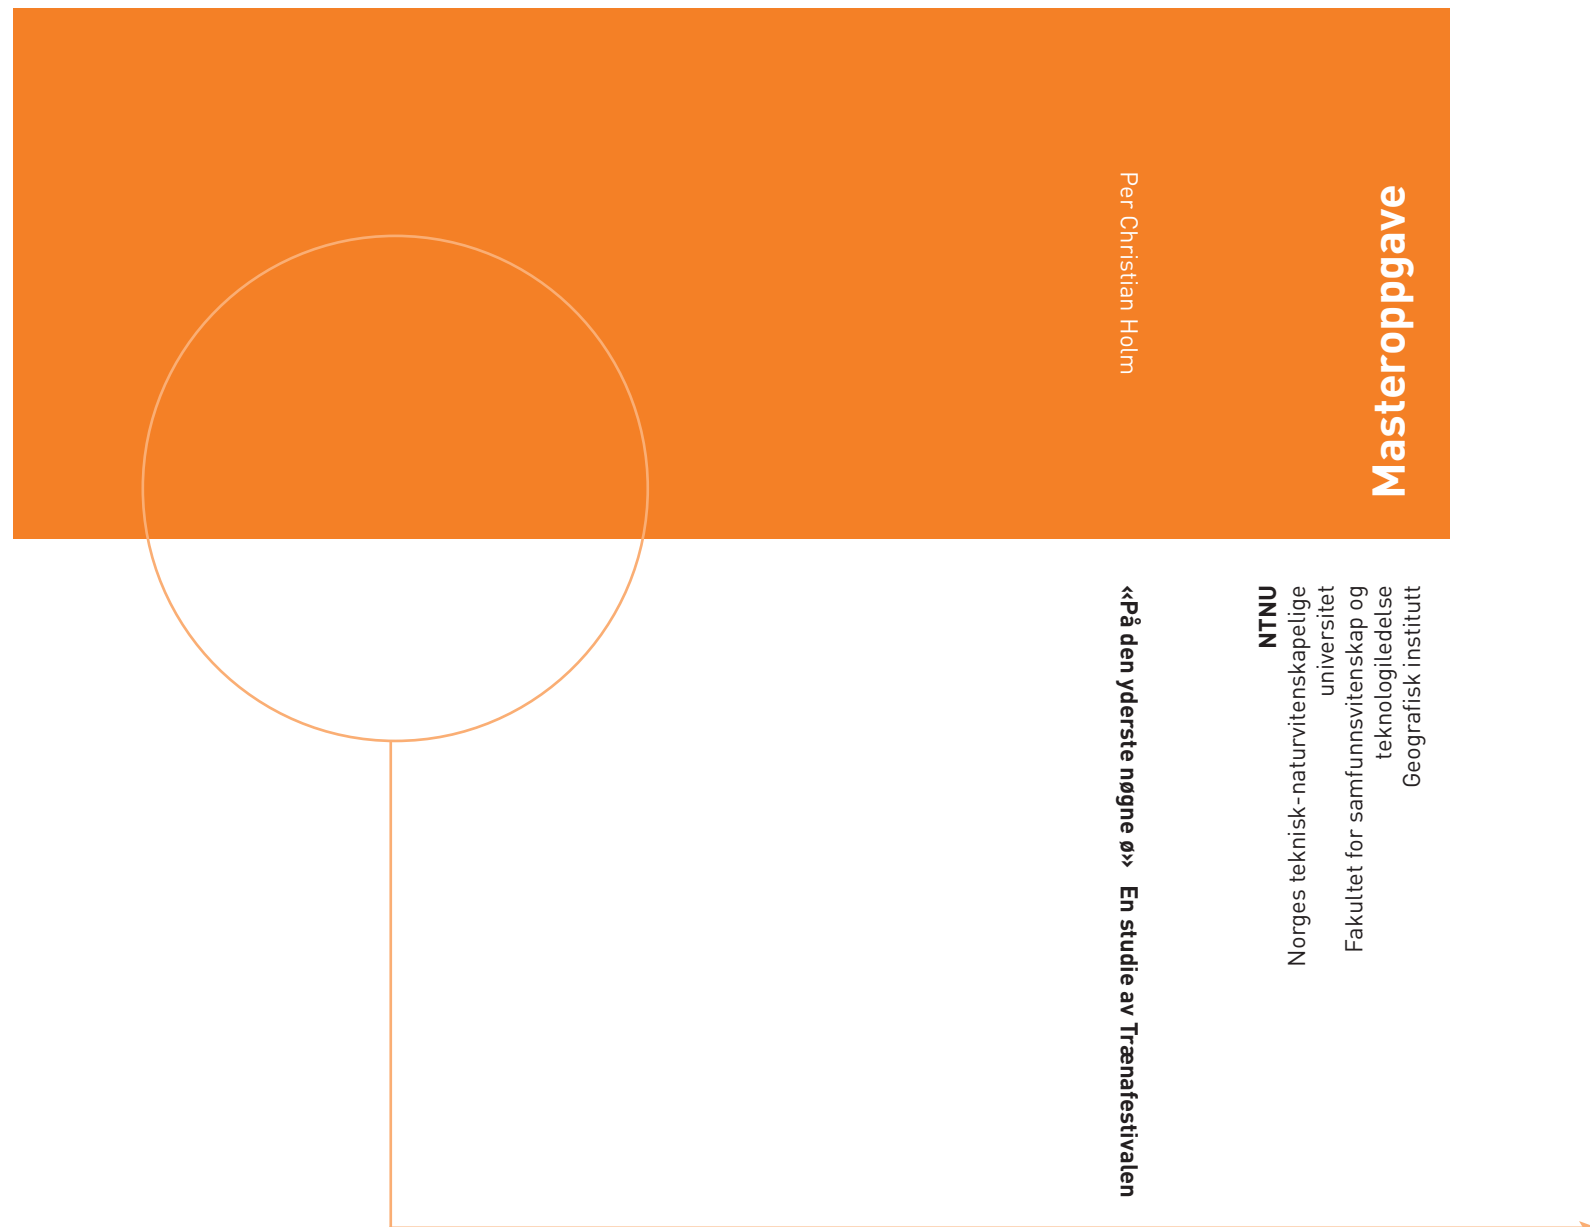 Per Christian Holm
«På den yderste nøgne ø» En studie av Trænafestivalen
Masteroppgave
NTNU
Norges teknisk-naturvitenskapelige
universitet
Fakultet for samfunnsvitenskap og
teknologiledelse
Geografisk institutt